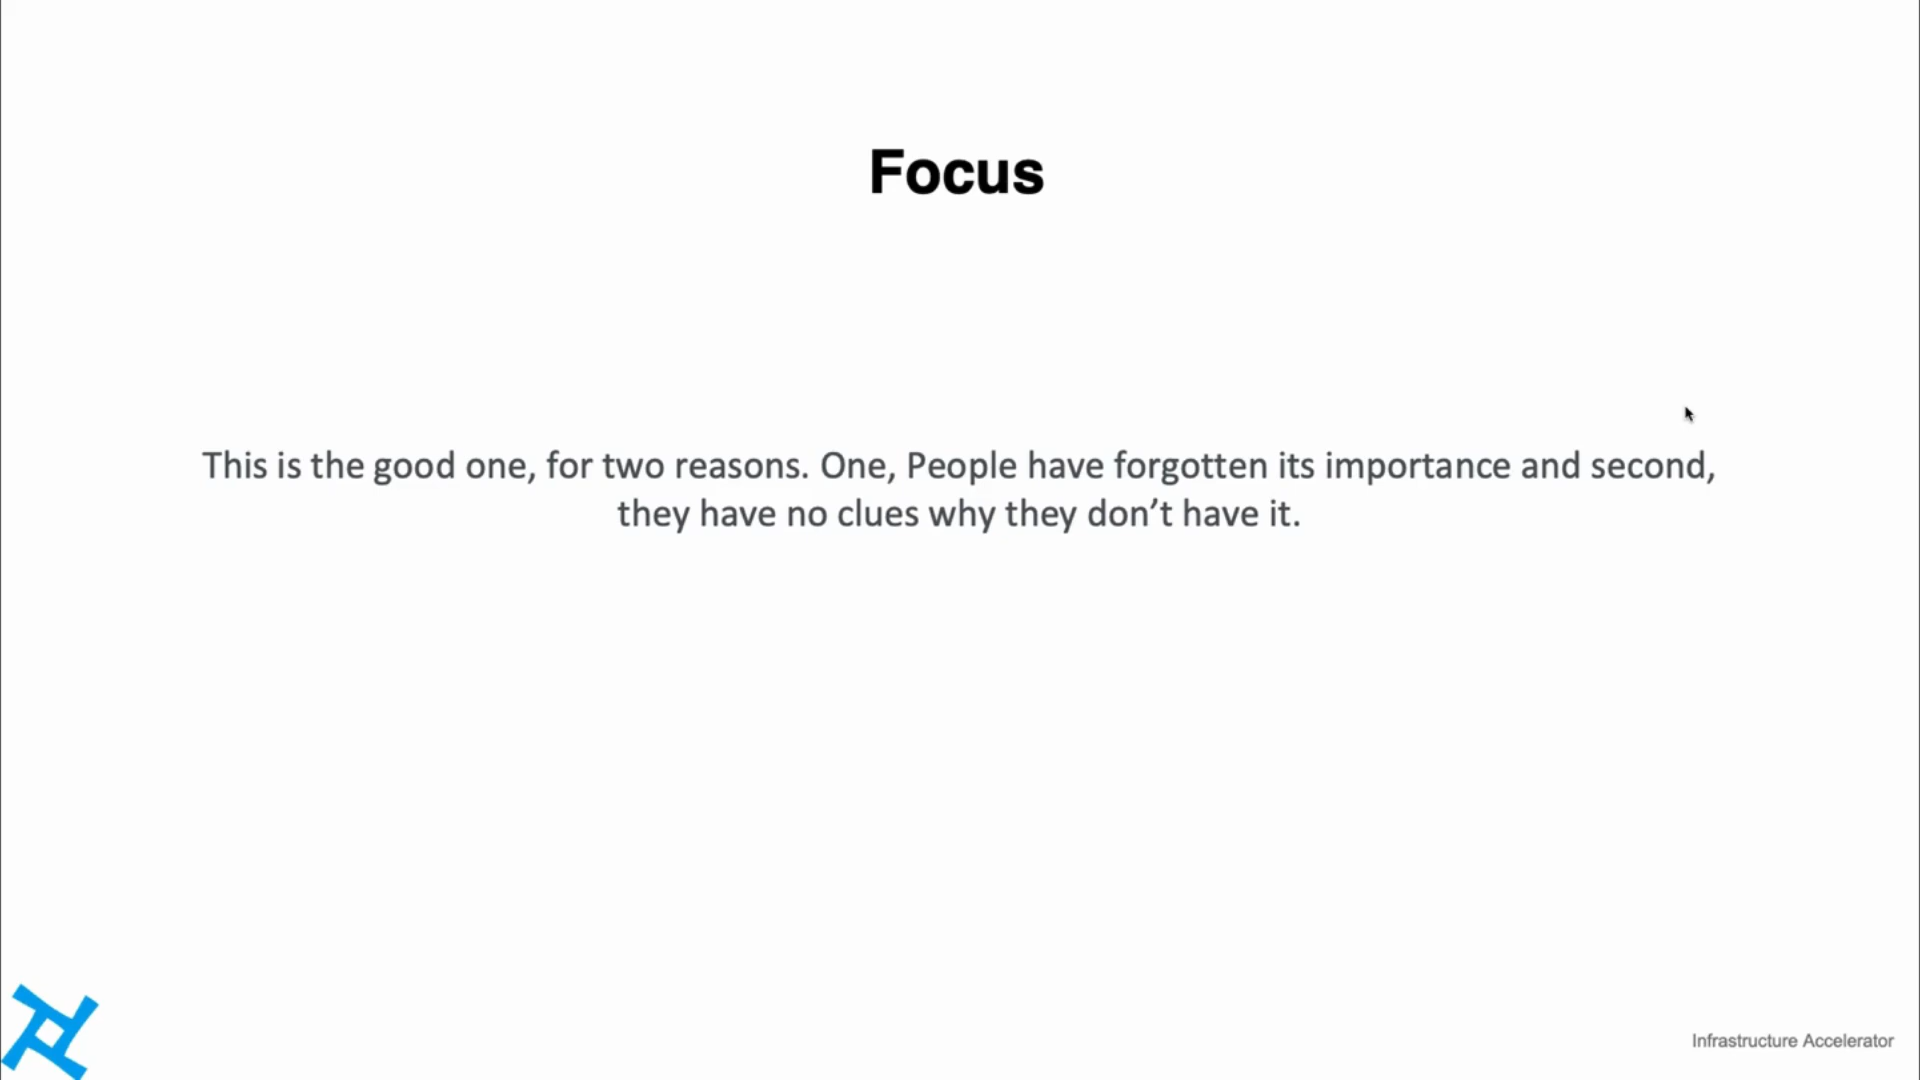 Focus
This is the good one, for two reasons. One, People have forgotten its importance and second,
they have no clues why they don’t have it.
Infrastructure Accelerator